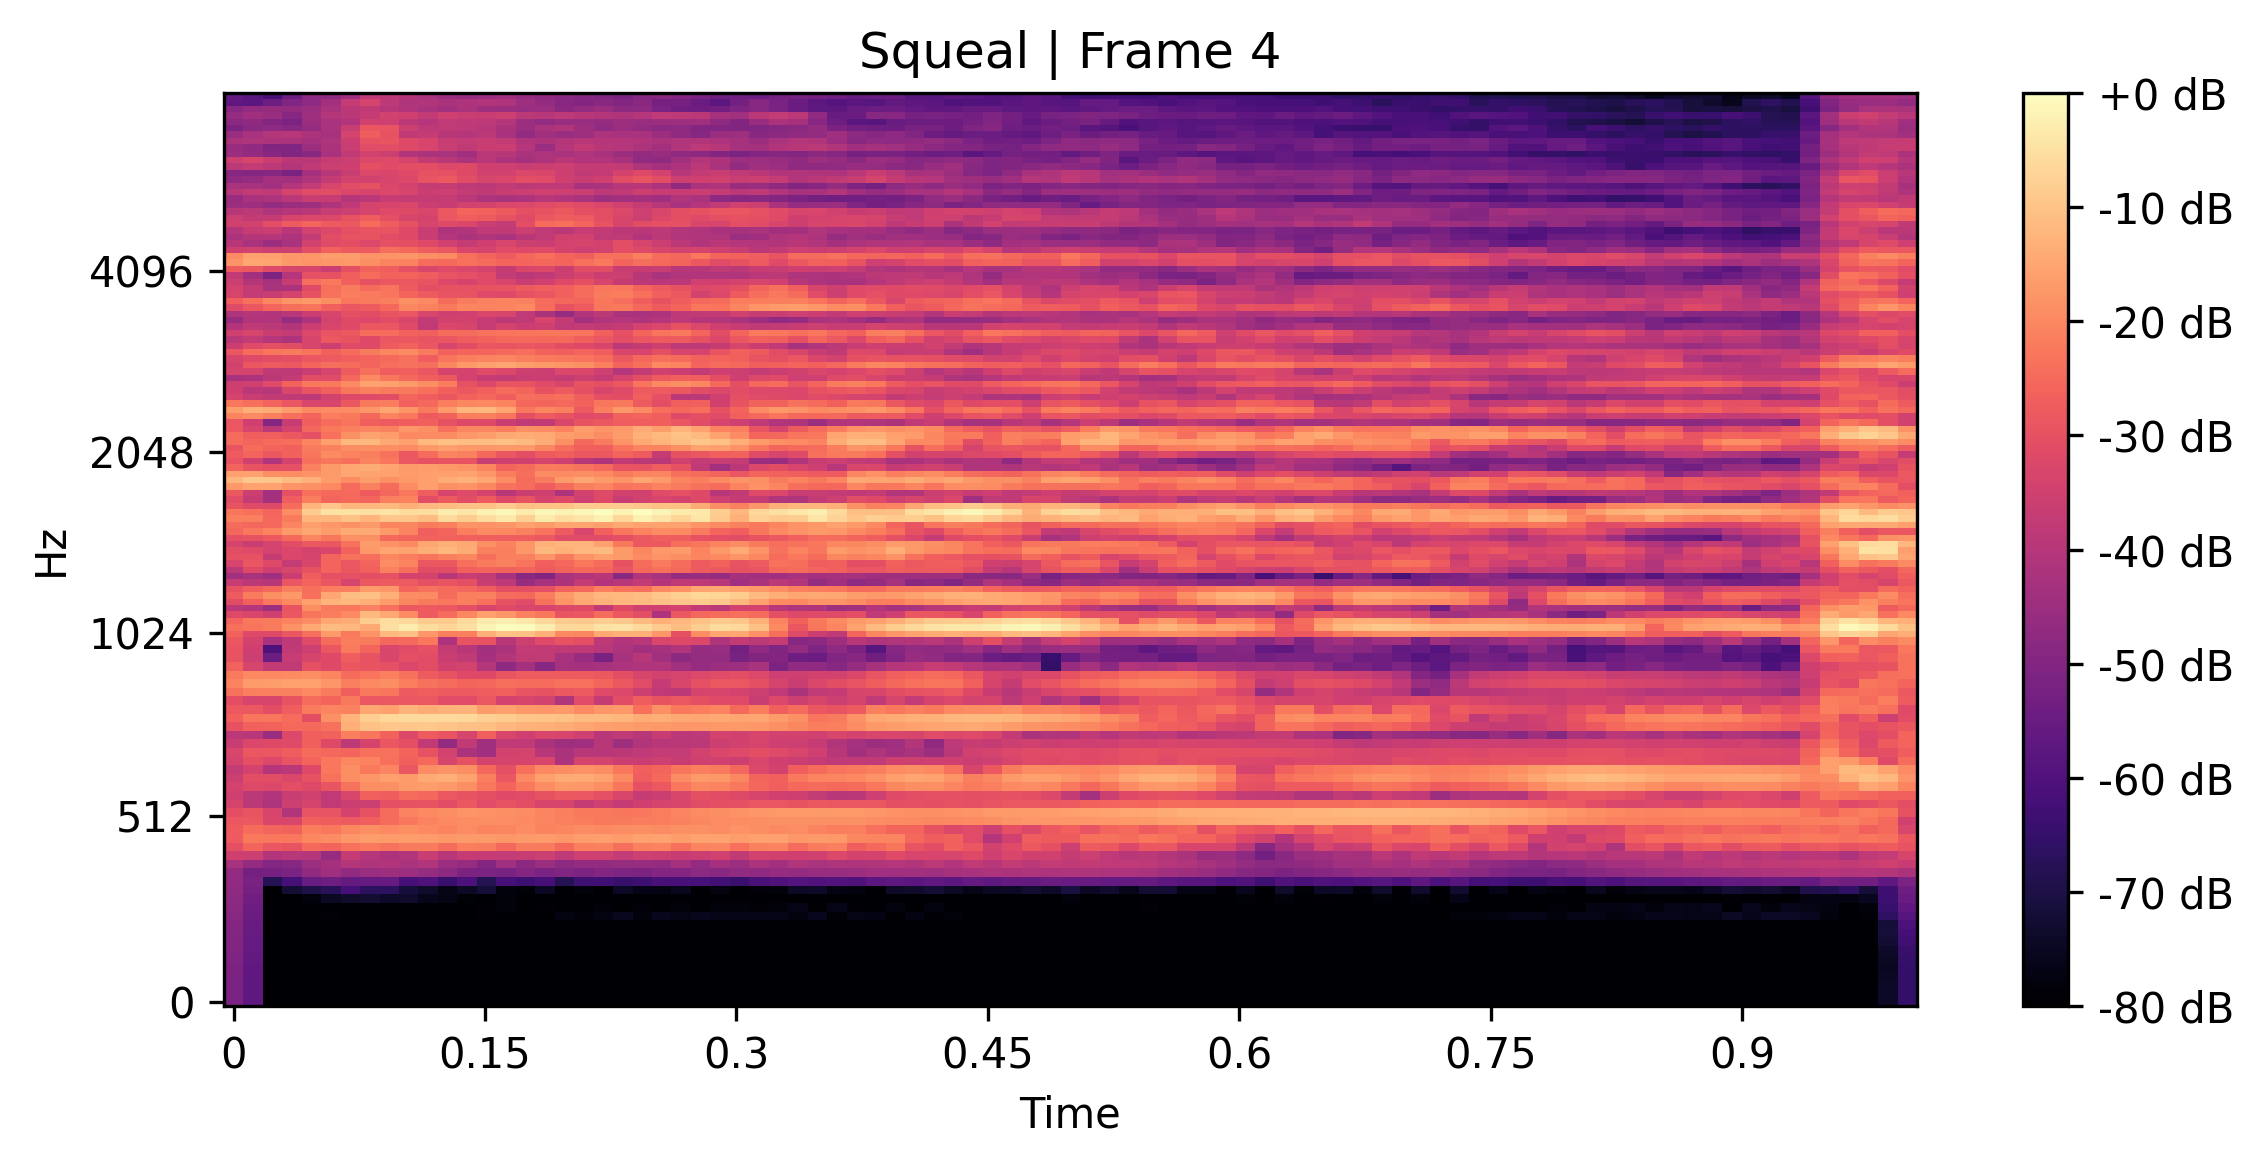 Squeal | Frame 4
+0 dB
-10 dB
-20 dB
-30 dB
-40 dB
-50 dB
-60 dB
-70 dB
-80 dB
4096
2048
1024
512
0
Hz
0 0.15 0.3 0.45 0.6 0.75 0.9
Time